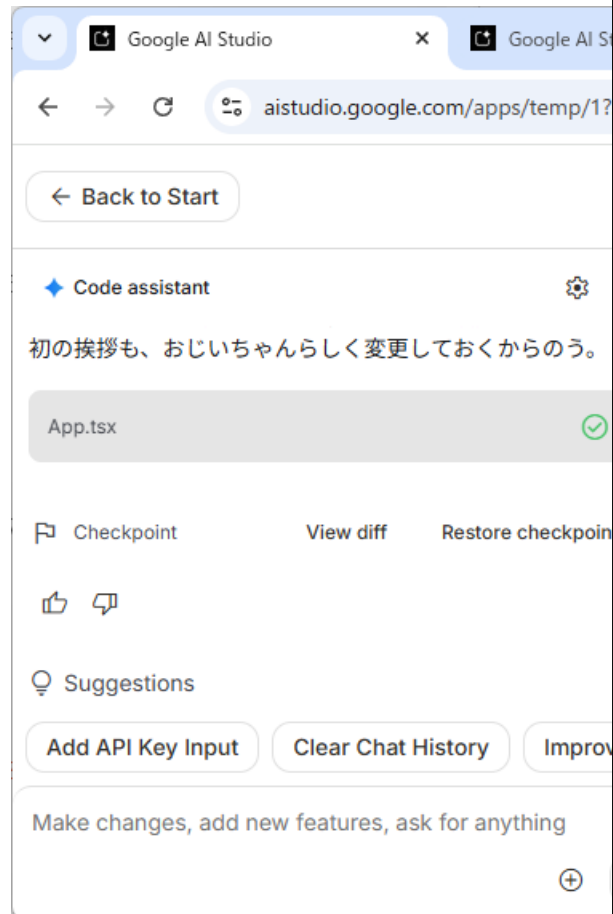 Google AI Studio
Google AI
aistudio.google.com/apps/temp/1?
Back to Start
Code assistant
初の挨拶も、おじいちゃんらしく変更しておくからのう。
App.tsx
Checkpoint View diff Restore checkpoin
Suggestions
Add API Key Input Clear Chat History Improv
Make changes, add new features, ask for anything